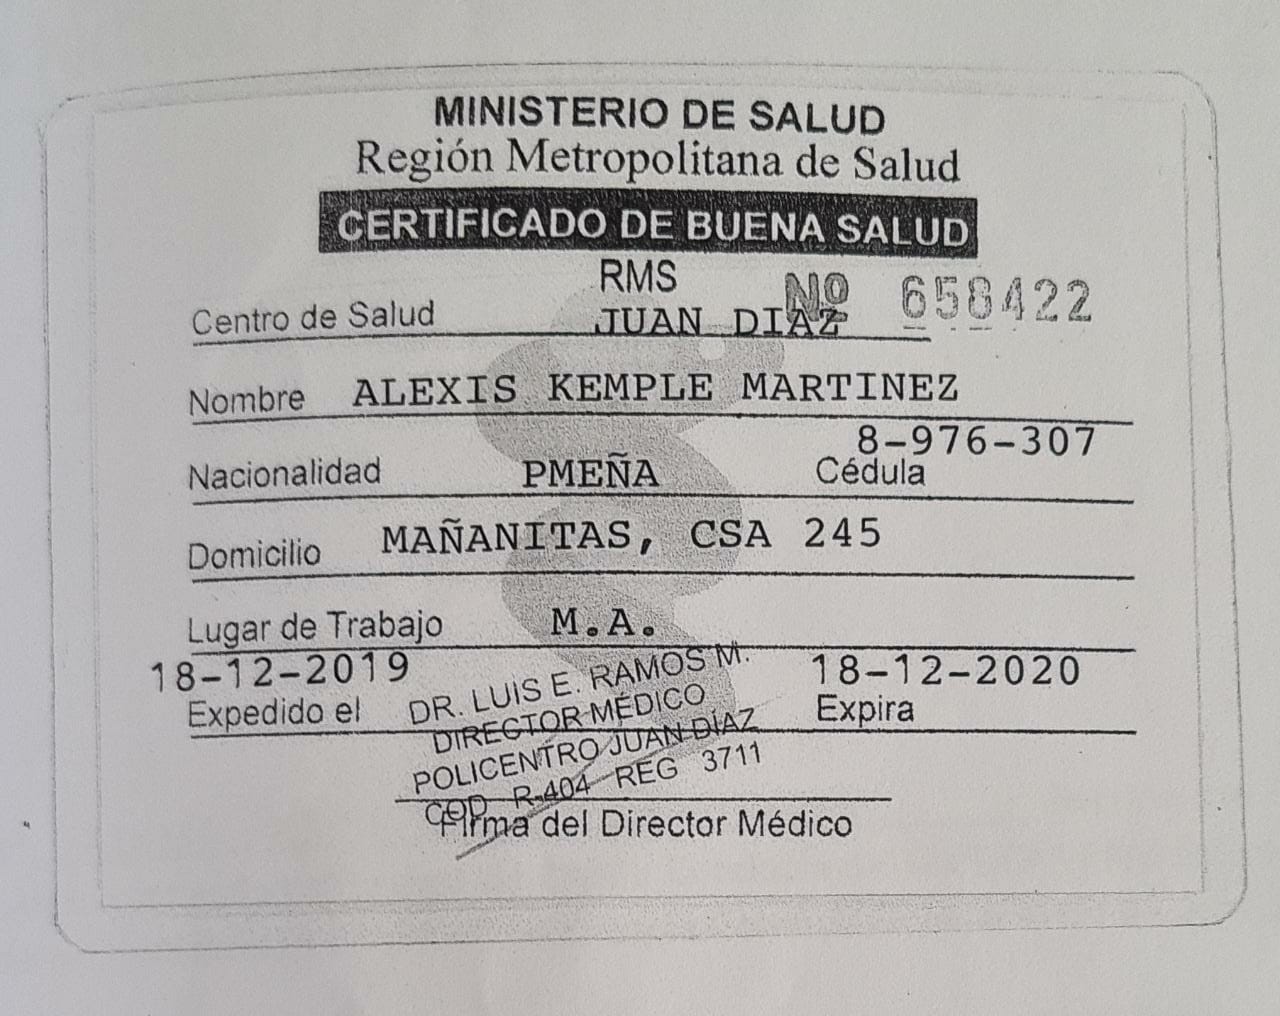 MINISTERIO DE SALUD
Región Metropolitana de Salud
CERTIFICADO DE BUENA SALUD
RMS
Nº 658422
Centro de Salud JUAN DIAZ
Nombre ALEXIS KEMPLE MARTINEZ
8-976-307
Nacionalidad PMEÑA Cédula
Domicilio MAÑANITAS, CSA 245
Lugar de Trabajo M.A.
18-12-2019 18-12-2020
Expedido el Expira
DR. LUIS E. RAMOS M.
DIRECTOR MÉDICO
POLICENTRO JUAN DÍAZ
COD R-404 REG 3711
Firma del Director Médico